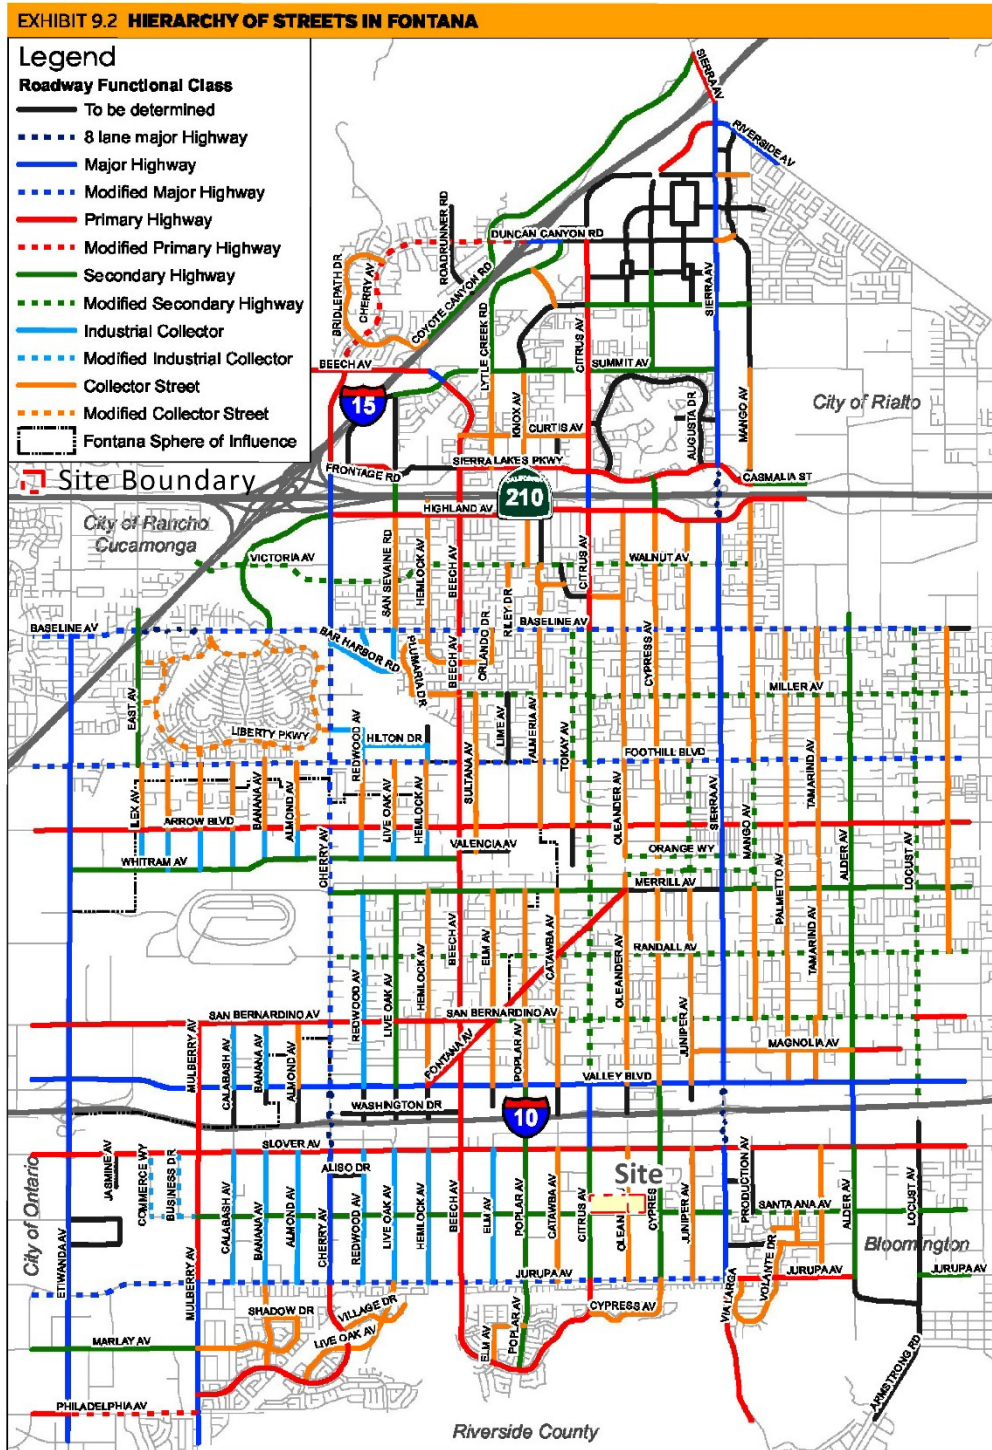 EXHIBIT 9.2 HIERARCHY OF STREETS IN FONTANA
Legend
Roadway Functional Class
To be determined
8 lane major Highway
Major Highway
Modified Major Highway
Primary Highway
Modified Primary Highway
Secondary Highway
Modified Secondary Highway
Industrial Collector
Modified Industrial Collector
Collector Street
Modified Collector Street
Fontana Sphere of Influence
Site Boundary
SIERRA AV
RIVERSIDE AV
ROADRUNNER RD
DUNCAN CANYON RD
BRIDLEPATH DR
CHERRY AV
COYOTE CANYON RD
LYTLE CREEK RD
CITRUS AV
SIERRA AV
BEECH AV
SUMMIT AV
15
KNOX AV
AUGUSTA DR
MANGO AV
City of Rialto
CURTIS AV
FRONTAGE RD
SIERRA LAKES PKWY
CASMALIA ST
CALIFORNIA
210
HIGHLAND AV
City of Rancho
Cucamonga
VICTORIA AV
SAN SEVAINE RD
HEMLOCK AV
BEECH AV
CITRUS AV
WALNUT AV
RILEY DR
BASELINE AV
BASELINE AV
BAR HARBOR RD
PLUMARIA DR
BEECH AV
ORLANDO DR
CYPRESS AV
MILLER AV
EAST AV
LIBERTY PKWY
REDWOOD AV
HILTON DR
LIME AV
ALMERIA AV
TOKAY AV
FOOTHILL BLVD
SULTANA AV
TAMARIND AV
ILEX AV
BANANA AV
ALMOND AV
LIVE OAK AV
HEMLOCK AV
OLEANDER AV
SIERRA AV
MANGO AV
ARROW BLVD
CHERRY AV
VALENCIA AV
ORANGE WY
ALDER AV
LOCUST AV
WHITRAM AV
MERRILL AV
PALMETTO AV
BEECH AV
ELM AV
CATAWBA AV
OLEANDER AV
RANDALL AV
TAMARIND AV
HEMLOCK AV
LIVE OAK AV
REDWOOD AV
SAN BERNARDINO AV
SAN BERNARDINO AV
MULBERRY AV
CALABASH AV
BANANA AV
ALMOND AV
FONTANA AV
POPLAR AV
JUNIPER AV
MAGNOLIA AV
VALLEY BLVD
WASHINGTON DR
10
SLOVER AV
City of Ontario
JASMINE AV
COMMERCE WY
BUSINESS DR
ALISO DR
Site
CALABASH AV
BANANA AV
ALMOND AV
CHERRY AV
REDWOOD AV
LIVE OAK AV
HEMLOCK AV
BEECH AV
ELM AV
POPLAR AV
CATAWBA AV
CITRUS AV
OLEAN
CYPRES
JUNIPER AV
PRODUCTION AV
SANTA ANA AV
ALDER AV
LOCUST AV
Bloomington
ETIWANDA AV
MULBERRY AV
JURUPA AV
VOLANTE DR
JURUPA AV
JURUPA AV
SHADOW DR
VILLAGE DR
LIVE OAK AV
CYPRESS AV
VIA LARGA
MARLAY AV
ELM AV
POPLAR AV
ARMSTRONG RD
PHILADELPHIA AV
Riverside County